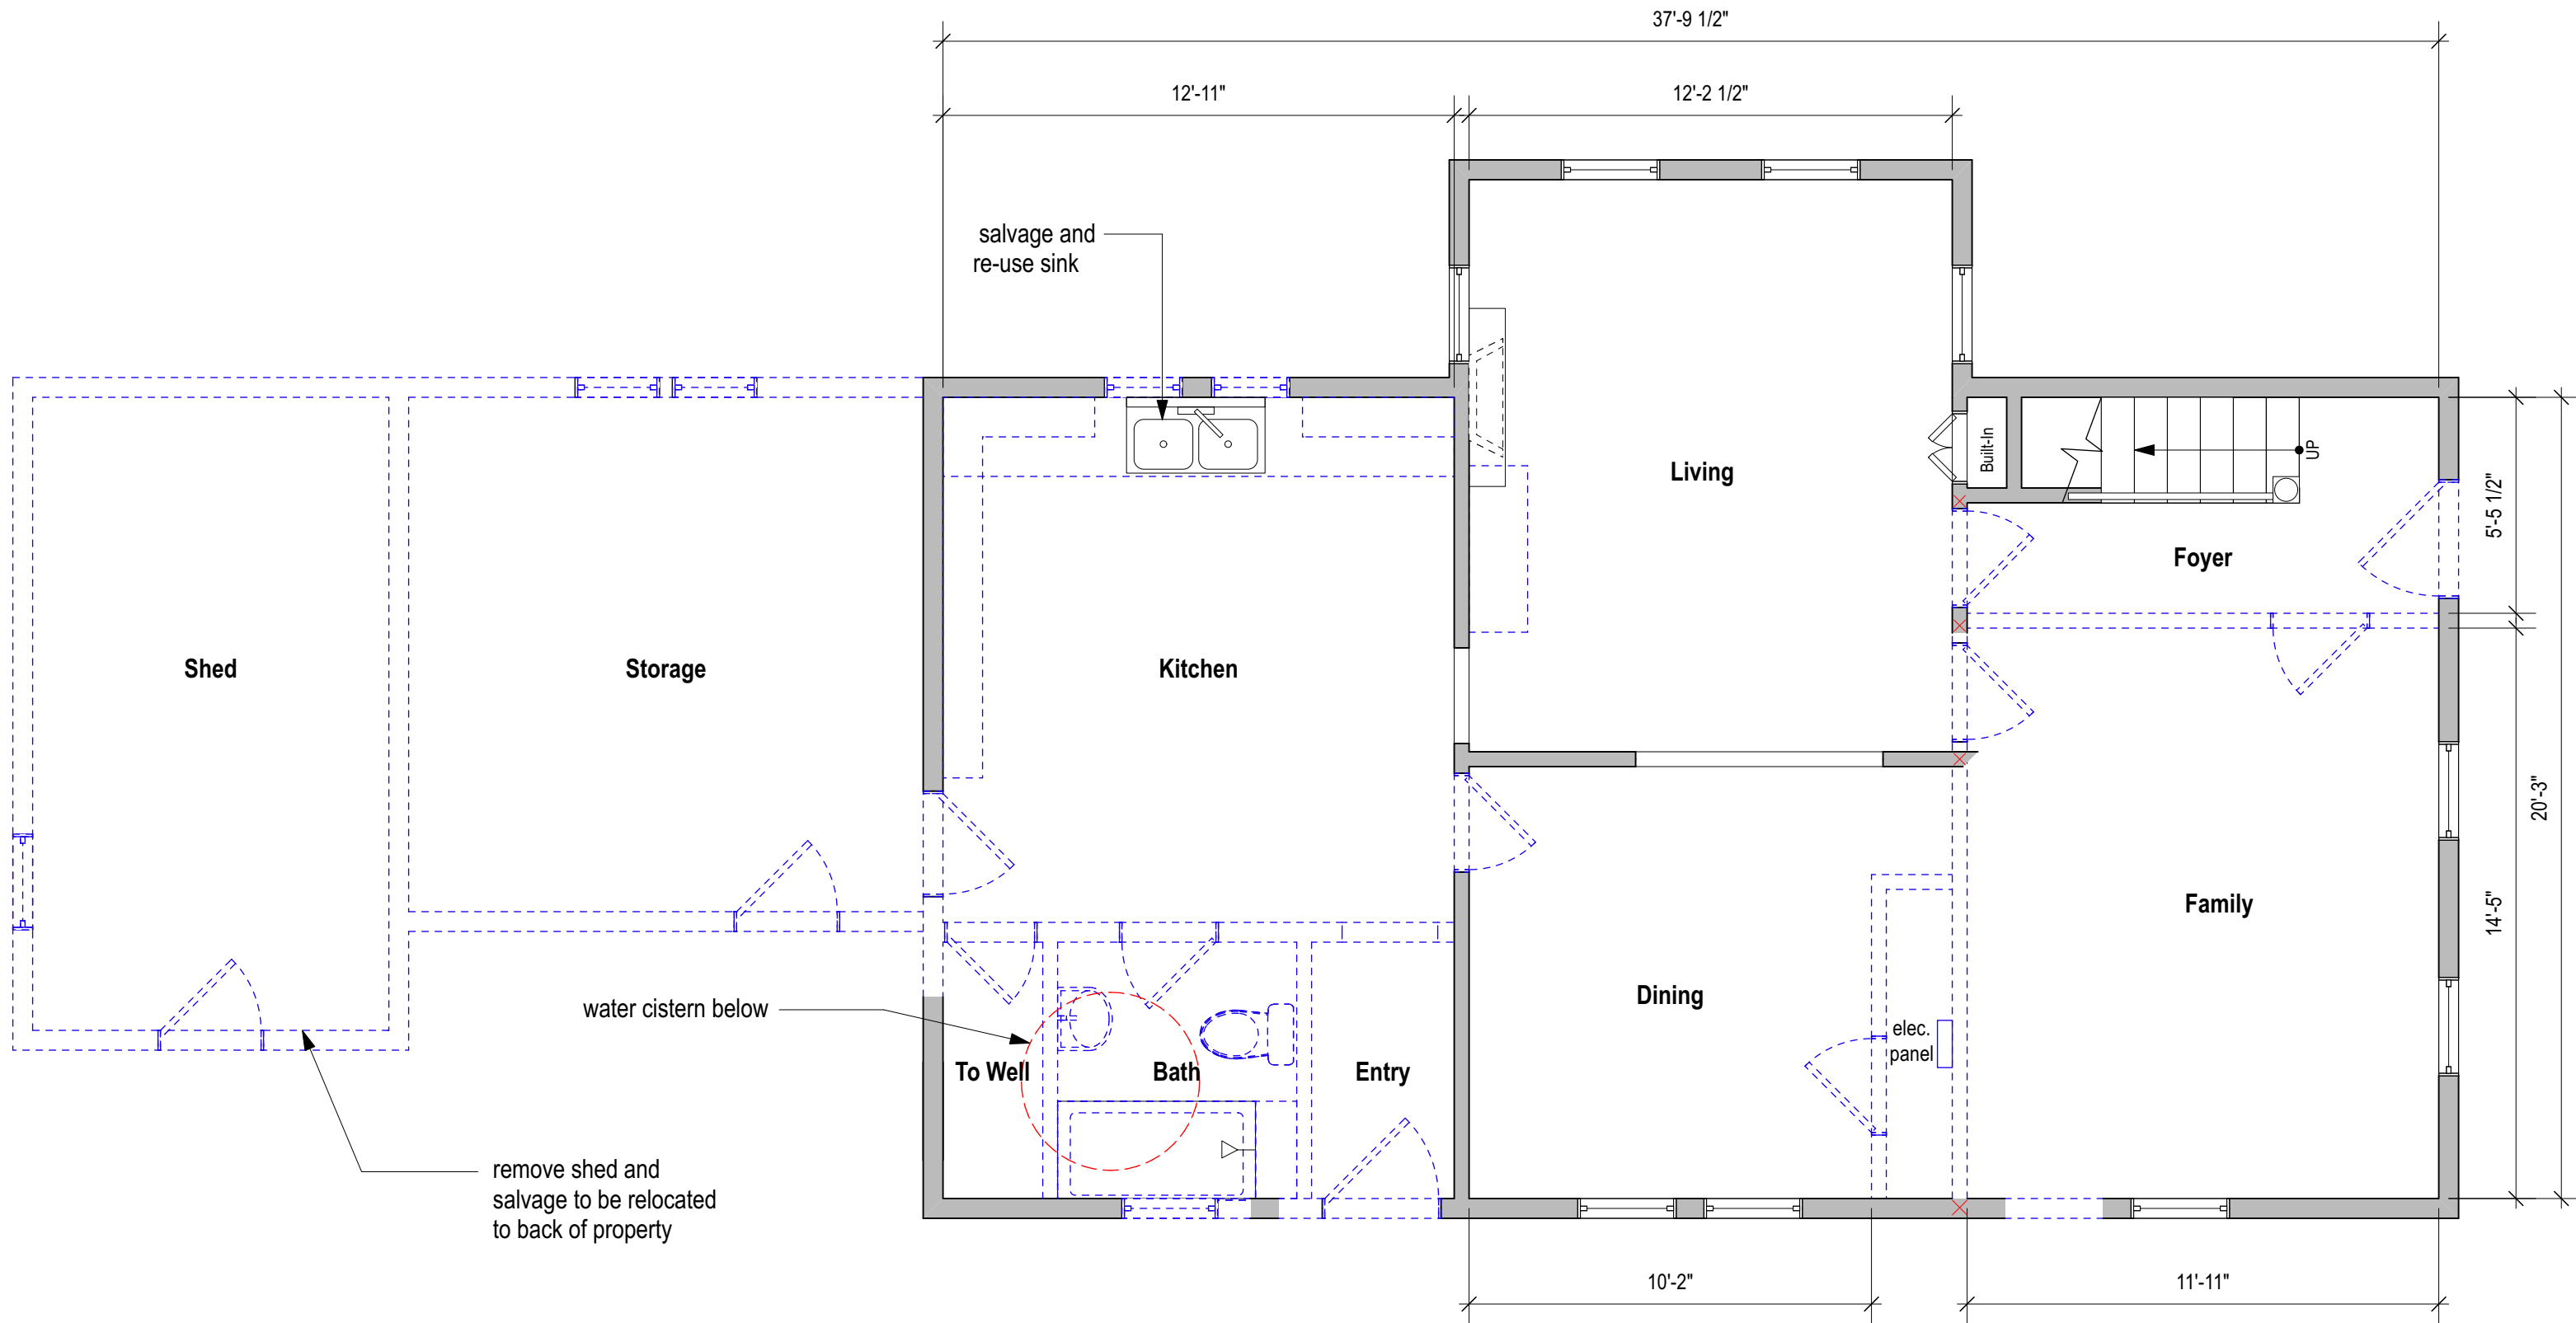 37'-9 1/2"
12'-11"
12'-2 1/2"
salvage and
re-use sink
Built-In
UP
Living
5'-5 1/2"
Foyer
Shed
Storage
Kitchen
20'-3"
Family
14'-5"
Dining
water cistern below
elec.
panel
To Well
Bath
Entry
remove shed and
salvage to be relocated
to back of property
10'-2"
11'-11"